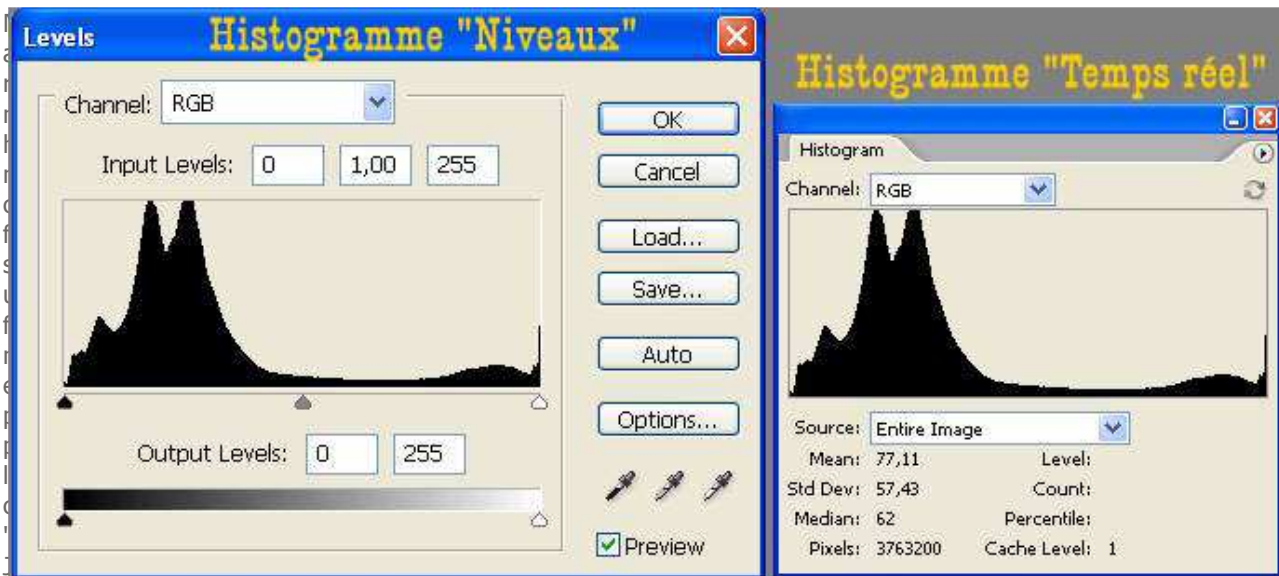 Levels
Histogramme "Niveaux"
Channel: RGB
Input Levels: 0 1,00 255
Output Levels: 0 255
OK
Cancel
Load...
Save...
Auto
Options...
Preview
Histogramme "Temps réel"
Histogram
Channel: RGB
Source: Entire Image
Mean: 77,11 Level:
Std Dev: 57,43 Count:
Median: 62 Percentile:
Pixels: 3763200 Cache Level: 1